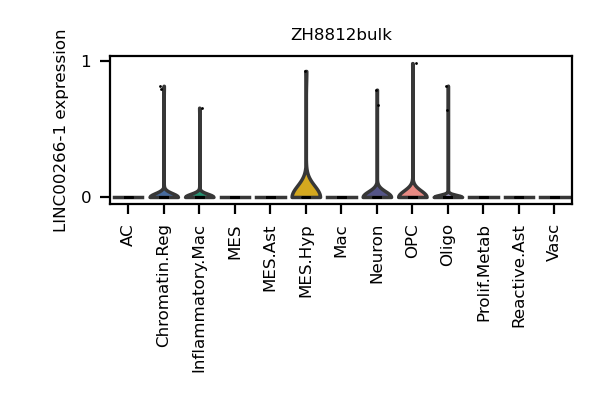 ZH8812bulk
LINC00266-1 expression
1
0
AC
Chromatin.Reg
Inflammatory.Mac
MES
MES.Ast
MES.Hyp
Mac
Neuron
OPC
Oligo
Prolif.Metab
Reactive.Ast
Vasc